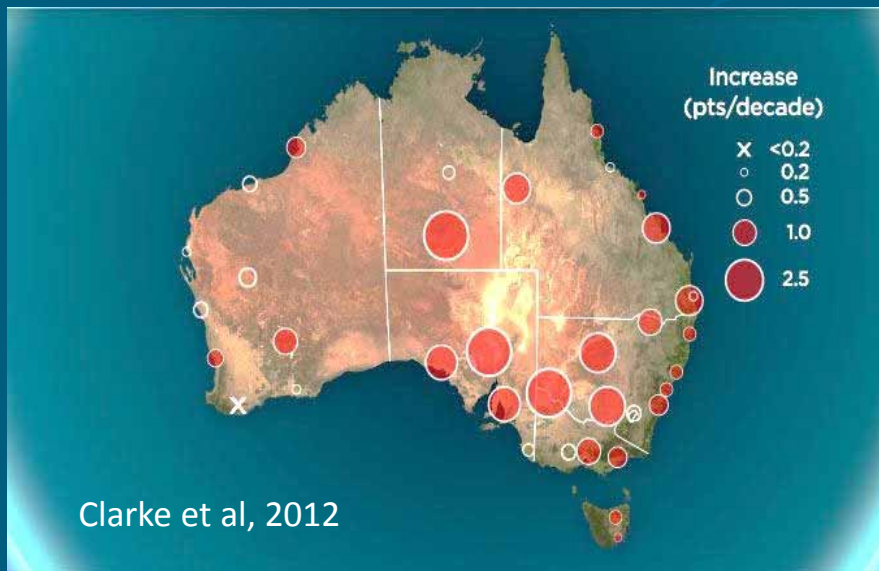 Increase
(pts/decade)
x <0.2
0.2
0.5
1.0
2.5
Clarke et al, 2012